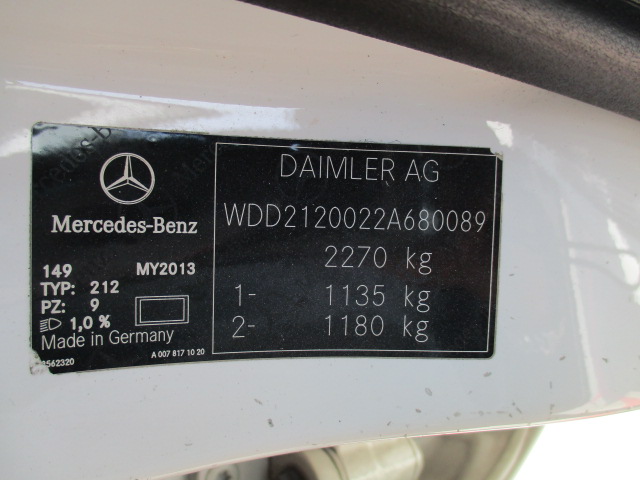 Mercedes-Benz
149 MY2013
TYP: 212
PZ: 9
1,0 %
Made in Germany
A 007 817 10 20
DAIMLER AG
WDD2120022A680089
2270 kg
1- 1135 kg
2- 1180 kg